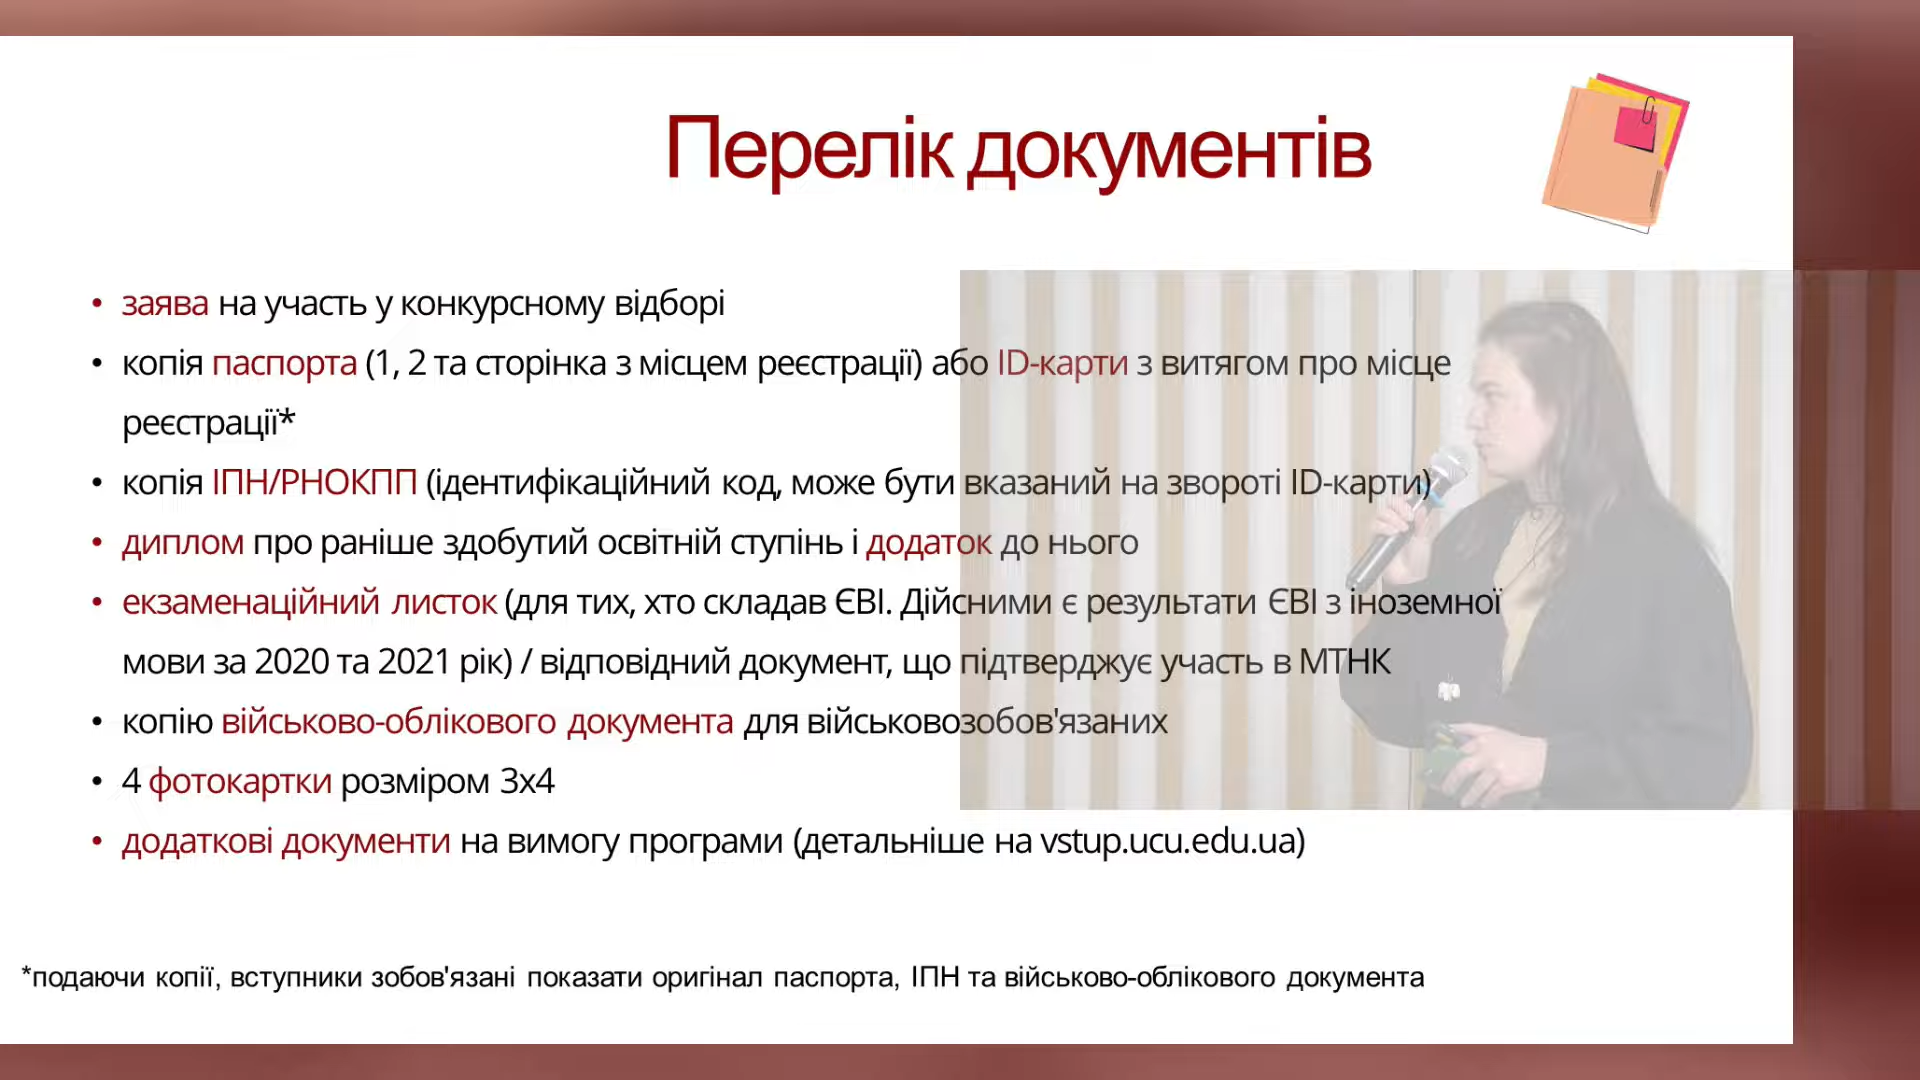 Перелік документів
• заява на участь у конкурсному відборі
• копія паспорта (1, 2 та сторінка з місцем реєстрації) або ID-карти з витягом про місце
реєстрації*
• копія ІПН/РНОКПП (ідентифікаційний код, може бути вказаний на звороті ID-карти)
• диплом про раніше здобутий освітній ступінь і додаток до нього
• екзаменаційний листок (для тих, хто складав ЄВІ. Дійсними є результати ЄВІ з іноземної
мови за 2020 та 2021 рік) / відповідний документ, що підтверджує участь в МТНК
• копію військово-облікового документа для військовозобов'язаних
• 4 фотокартки розміром 3х4
• додаткові документи на вимогу програми (детальніше на vstup.ucu.edu.ua)
*подаючи копії, вступники зобов'язані показати оригінал паспорта, ІПН та військово-облікового документа